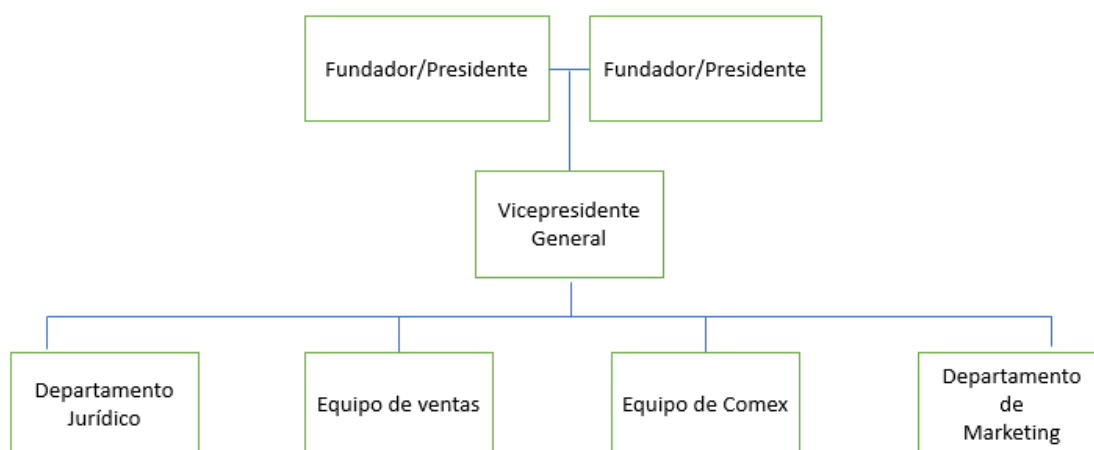 Fundador/Presidente
Fundador/Presidente
Vicepresidente
General
Departamento
Jurídico
Equipo de ventas
Equipo de Comex
Departamento
de
Marketing